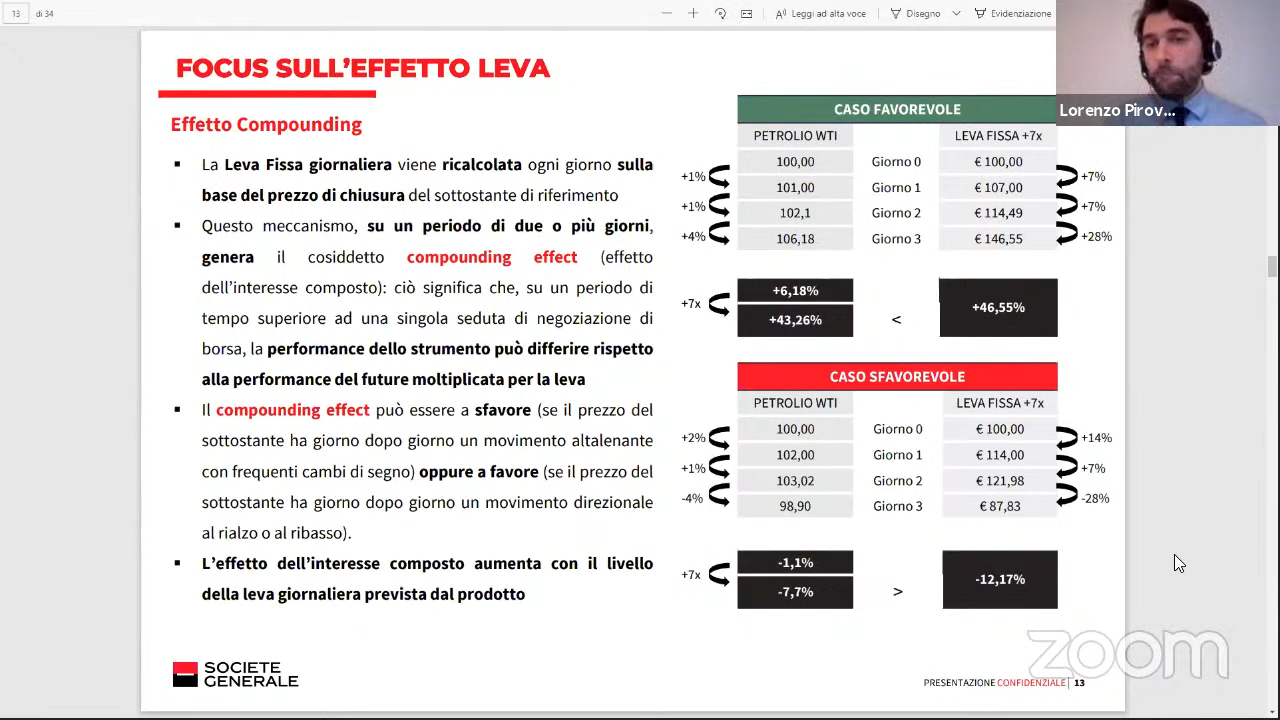 13 di 34
Leggi ad alta voce
Disegno
Evidenziazione
FOCUS SULL'EFFETTO LEVA
Effetto Compounding
▪ La Leva Fissa giornaliera viene ricalcolata ogni giorno sulla
base del prezzo di chiusura del sottostante di riferimento
▪ Questo meccanismo, su un periodo di due o più giorni,
genera il cosiddetto compounding effect (effetto
dell'interesse composto): ciò significa che, su un periodo di
tempo superiore ad una singola seduta di negoziazione di
borsa, la performance dello strumento può differire rispetto
alla performance del future moltiplicata per la leva
▪ Il compounding effect può essere a sfavore (se il prezzo del
sottostante ha giorno dopo giorno un movimento altalenante
con frequenti cambi di segno) oppure a favore (se il prezzo del
sottostante ha giorno dopo giorno un movimento direzionale
al rialzo o al ribasso).
▪ L'effetto dell'interesse composto aumenta con il livello
della leva giornaliera prevista dal prodotto
CASO FAVOREVOLE
PETROLIO WTI LEVA FISSA +7x
100,00 Giorno 0 € 100,00
+1% +7%
101,00 Giorno 1 € 107,00
+1% +7%
102,1 Giorno 2 € 114,49
+4% +28%
106,18 Giorno 3 € 146,55
+6,18%
+7x < +46,55%
+43,26%
CASO SFAVOREVOLE
PETROLIO WTI LEVA FISSA +7x
100,00 Giorno 0 € 100,00
+2% +14%
102,00 Giorno 1 € 114,00
+1% +7%
103,02 Giorno 2 € 121,98
-4% -28%
98,90 Giorno 3 € 87,83
-1,1%
+7x > -12,17%
-7,7%
Lorenzo Pirov...
SOCIETE
GENERALE
PRESENTAZIONE CONFIDENZIALE | 13
zoom